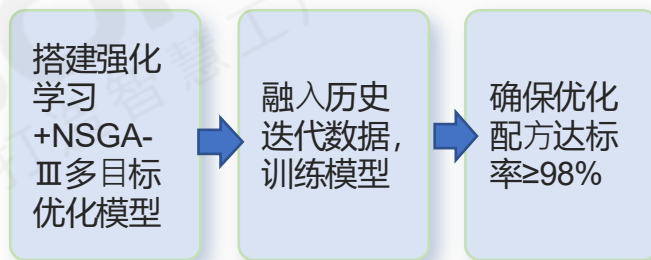 搭建强化
学习
+NSGA-
Ⅲ多目标
优化模型
融入历史
迭代数据，
训练模型
确保优化
配方达标
率≥98%